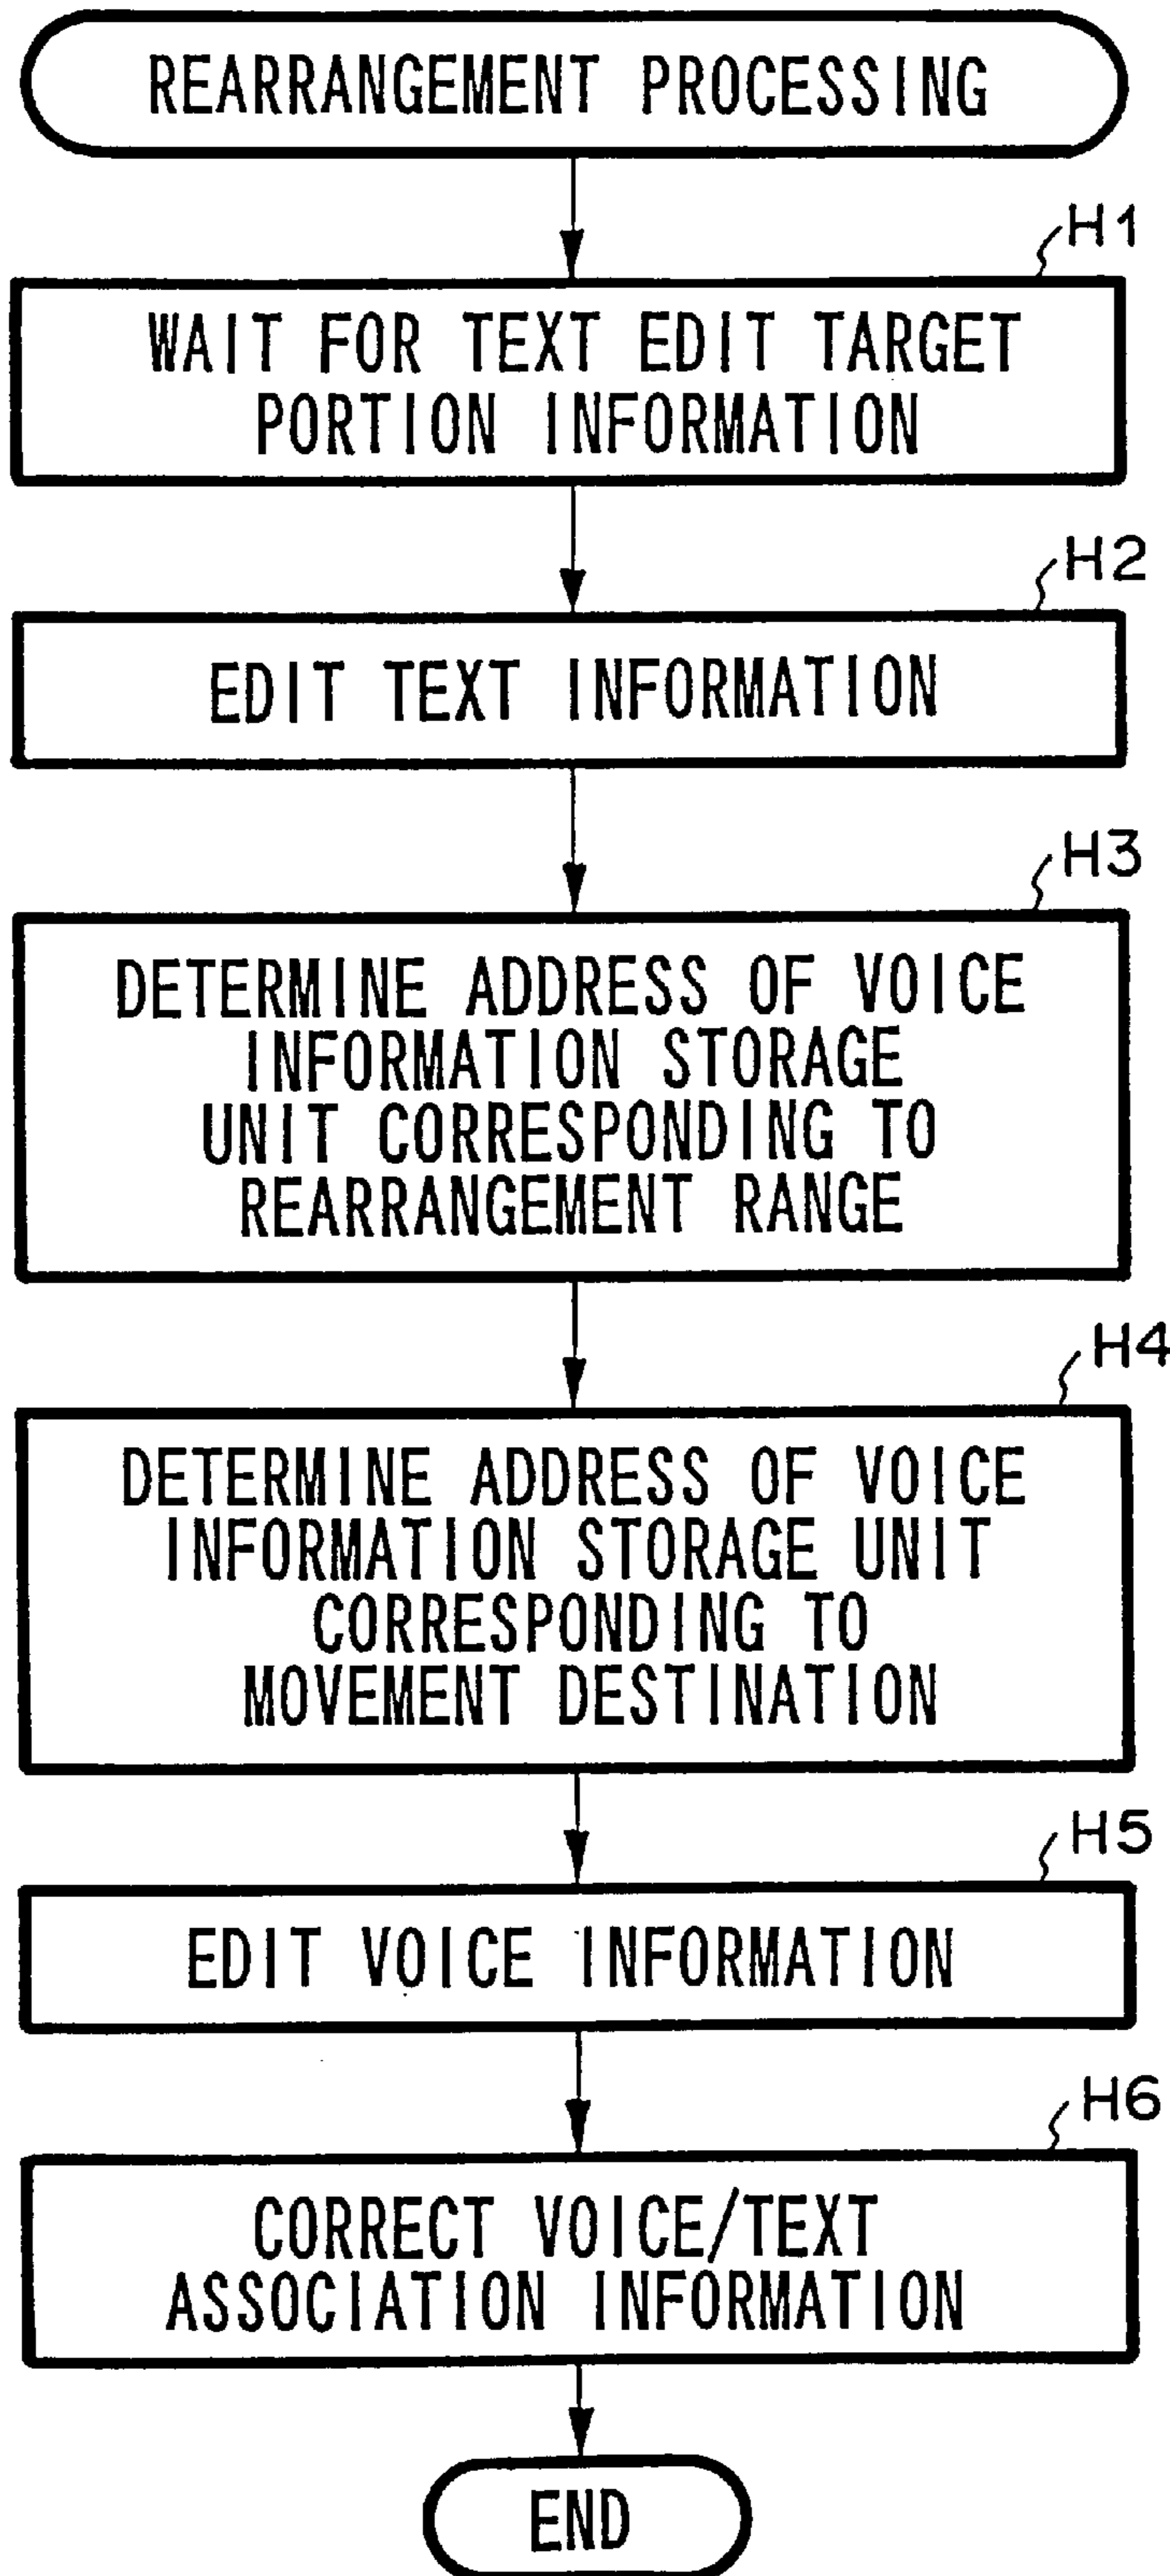 REARRANGEMENT PROCESSING
H1
WAIT FOR TEXT EDIT TARGET
PORTION INFORMATION
H2
EDIT TEXT INFORMATION
H3
DETERMINE ADDRESS OF VOICE
INFORMATION STORAGE
UNIT CORRESPONDING TO
REARRANGEMENT RANGE
H4
DETERMINE ADDRESS OF VOICE
INFORMATION STORAGE UNIT
CORRESPONDING TO
MOVEMENT DESTINATION
H5
EDIT VOICE INFORMATION
H6
CORRECT VOICE/TEXT
ASSOCIATION INFORMATION
END